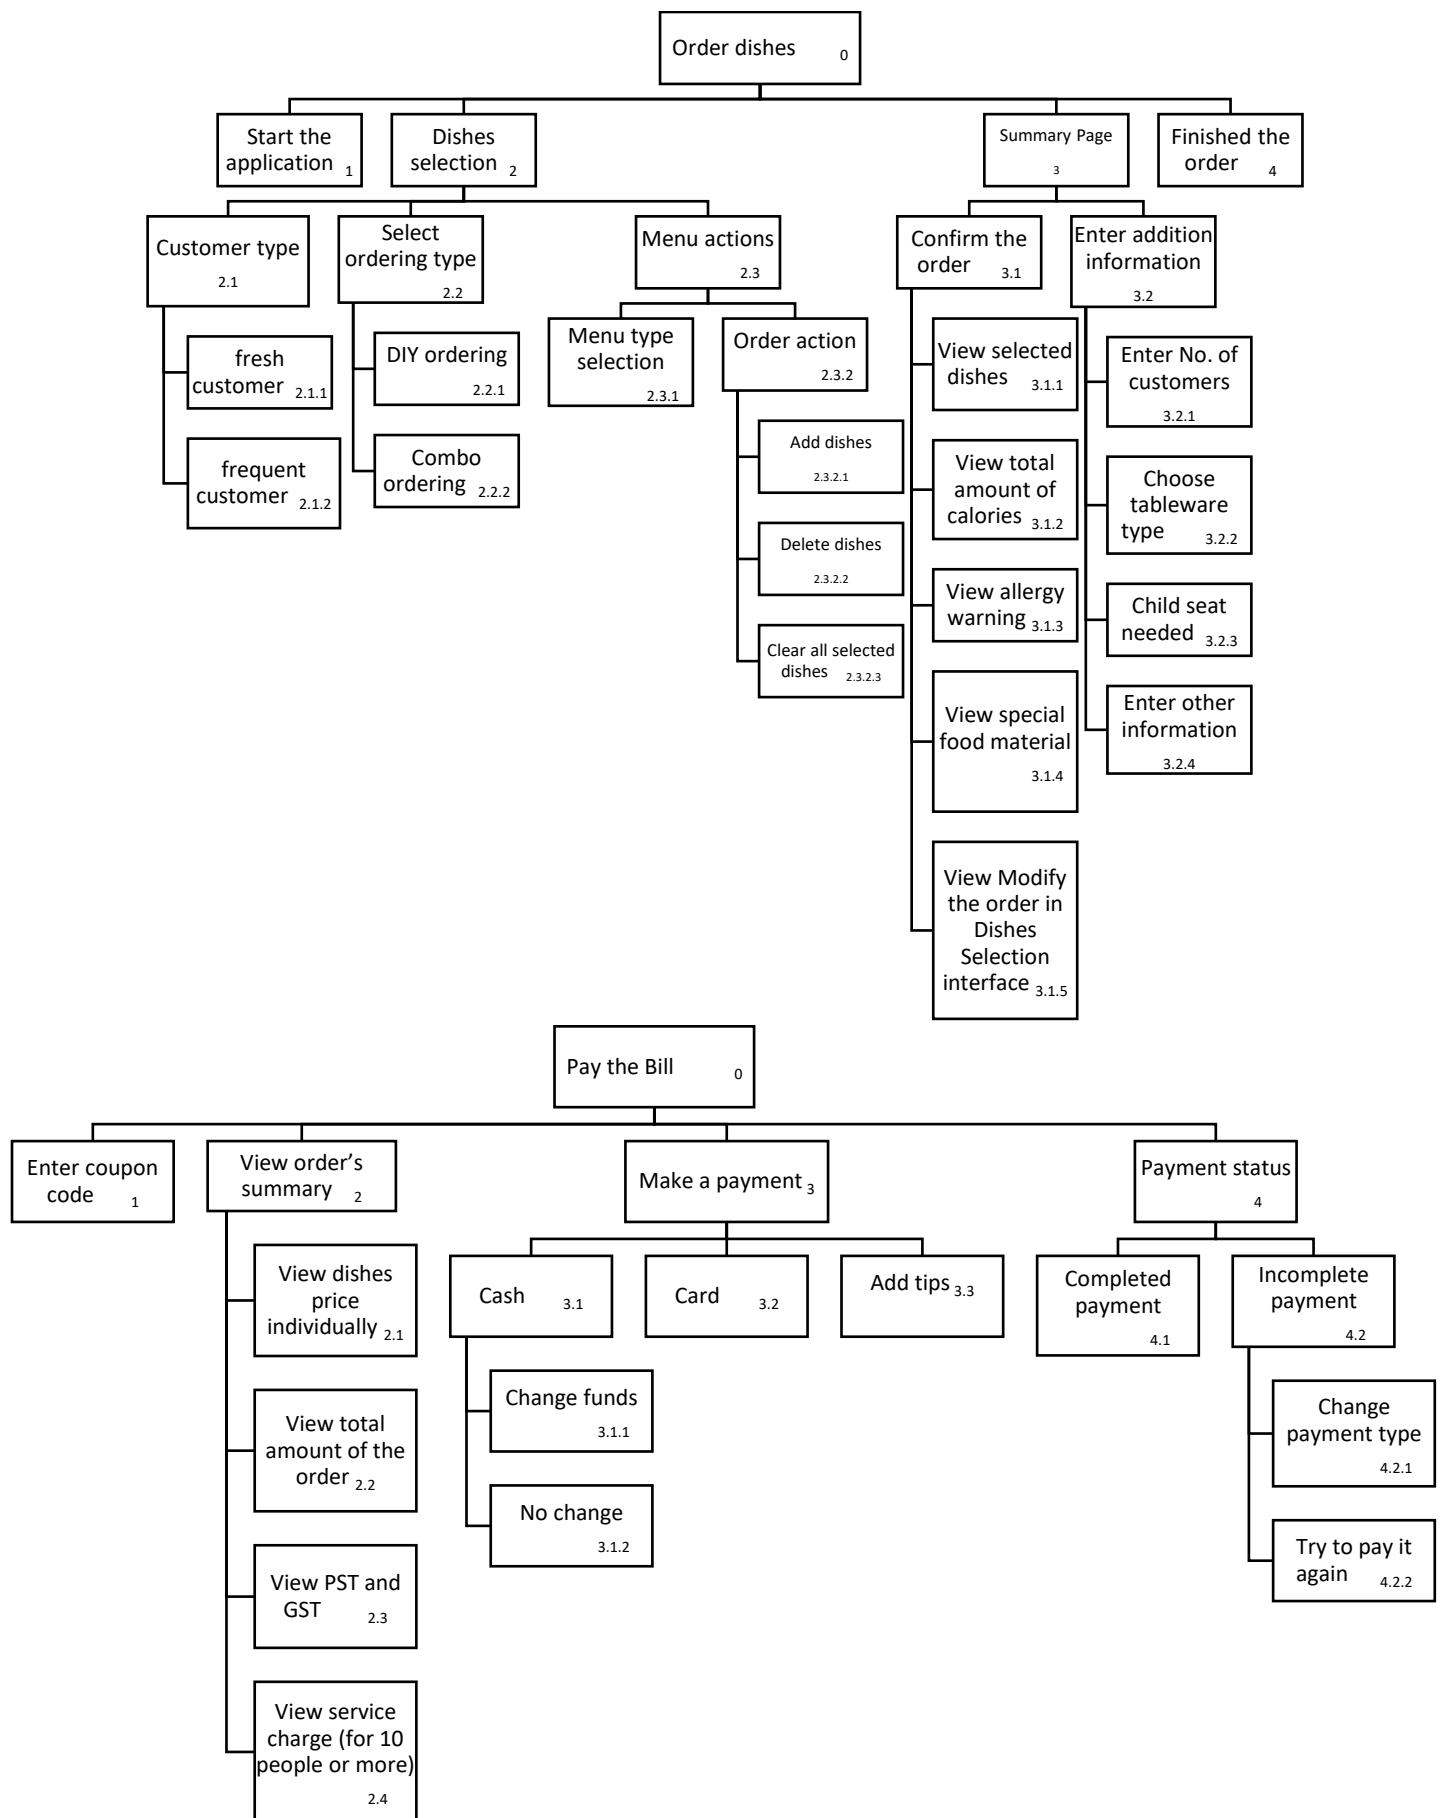 Order dishes 0
Start the
application 1
Dishes
selection 2
Summary Page
3
Finished the
order 4
Customer type
2.1
Select
ordering type
2.2
Menu actions
2.3
Confirm the
order 3.1
Enter addition
information
3.2
fresh
customer 2.1.1
frequent
customer 2.1.2
DIY ordering
2.2.1
Combo
ordering 2.2.2
Menu type
selection
2.3.1
Order action
2.3.2
Add dishes
2.3.2.1
Delete dishes
2.3.2.2
Clear all selected
dishes 2.3.2.3
View selected
dishes 3.1.1
View total
amount of
calories 3.1.2
View allergy
warning 3.1.3
View special
food material
3.1.4
View Modify
the order in
Dishes
Selection
interface 3.1.5
Enter No. of
customers
3.2.1
Choose
tableware
type 3.2.2
Child seat
needed 3.2.3
Enter other
information
3.2.4
Pay the Bill 0
Enter coupon
code 1
View order’s
summary 2
Make a payment 3
Payment status
4
View dishes
price
individually 2.1
View total
amount of the
order 2.2
View PST and
GST 2.3
View service
charge (for 10
people or more)
2.4
Cash 3.1
Card 3.2
Add tips 3.3
Change funds
3.1.1
No change
3.1.2
Completed
payment
4.1
Incomplete
payment
4.2
Change
payment type
4.2.1
Try to pay it
again 4.2.2